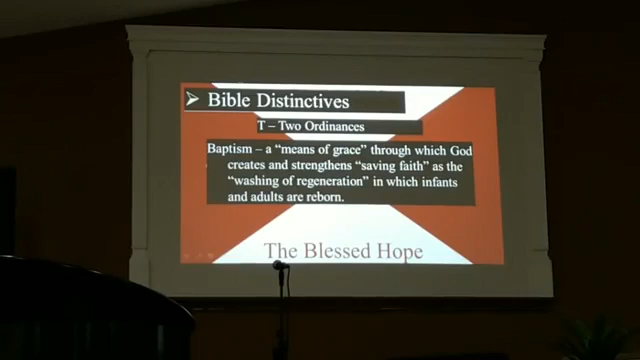 Bible Distinctives
T – Two Ordinances
Baptism – a “means of grace” through which God
creates and strengthens “saving faith” as the
“washing of regeneration” in which infants
and adults are reborn.
The Blessed Hope